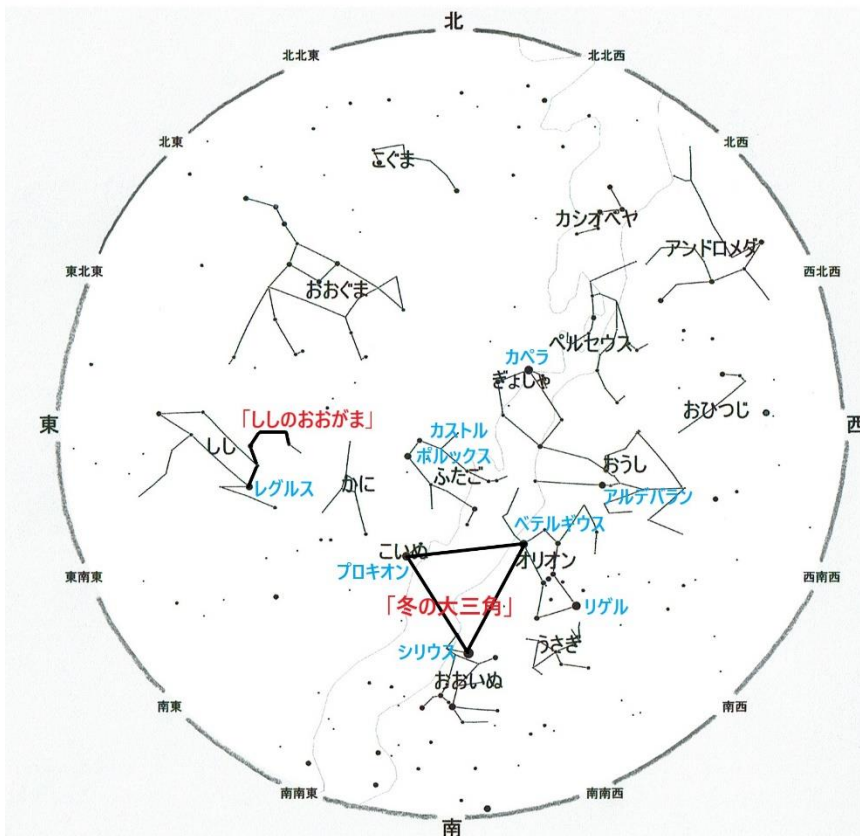 北
北北東
北北西
北東
北西
こぐま
カシオペヤ
アンドロメダ
東北東
西北西
おおぐま
ペルセウス
カペラ
ぎょしゃ
おひつじ
東
「ししのおおがま」
カストル
西
しし
ポルックス
おうし
ふたご
レグルス
かに
アルデバラン
ベテルギウス
こいぬ
オリオン
プロキオン
東南東
西南西
「冬の大三角」
リゲル
シリウス
うさぎ
おおいぬ
南東
南西
南南東
南南西
南